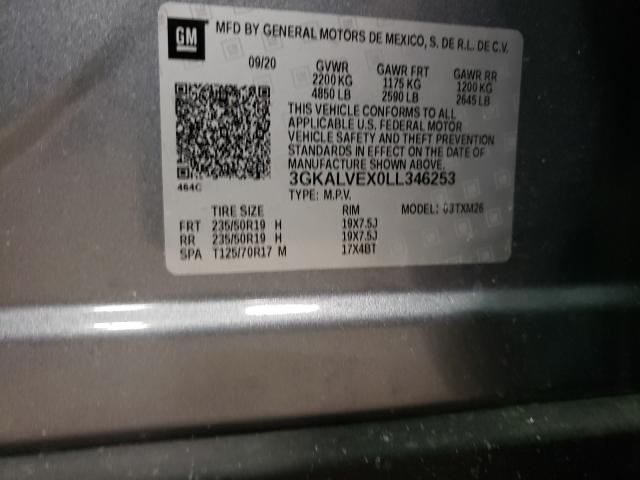 GM
MFD BY GENERAL MOTORS DE MEXICO, S. DE R.L. DE C.V.
09/20 GVWR GAWR FRT GAWR RR
2200 KG 1175 KG 1200 KG
4850 LB 2590 LB 2645 LB
THIS VEHICLE CONFORMS TO ALL
APPLICABLE U.S. FEDERAL MOTOR
VEHICLE SAFETY AND THEFT PREVENTION
STANDARDS IN EFFECT ON THE DATE OF
MANUFACTURE SHOWN ABOVE.
464C
3GKALVEX0LL346253
TYPE: M.P.V. MODEL: 03TXM26
TIRE SIZE RIM
FRT 235/50R19 H 19X7.5J
RR 235/50R19 H 19X7.5J
SPA T125/70R17 M 17X4BT